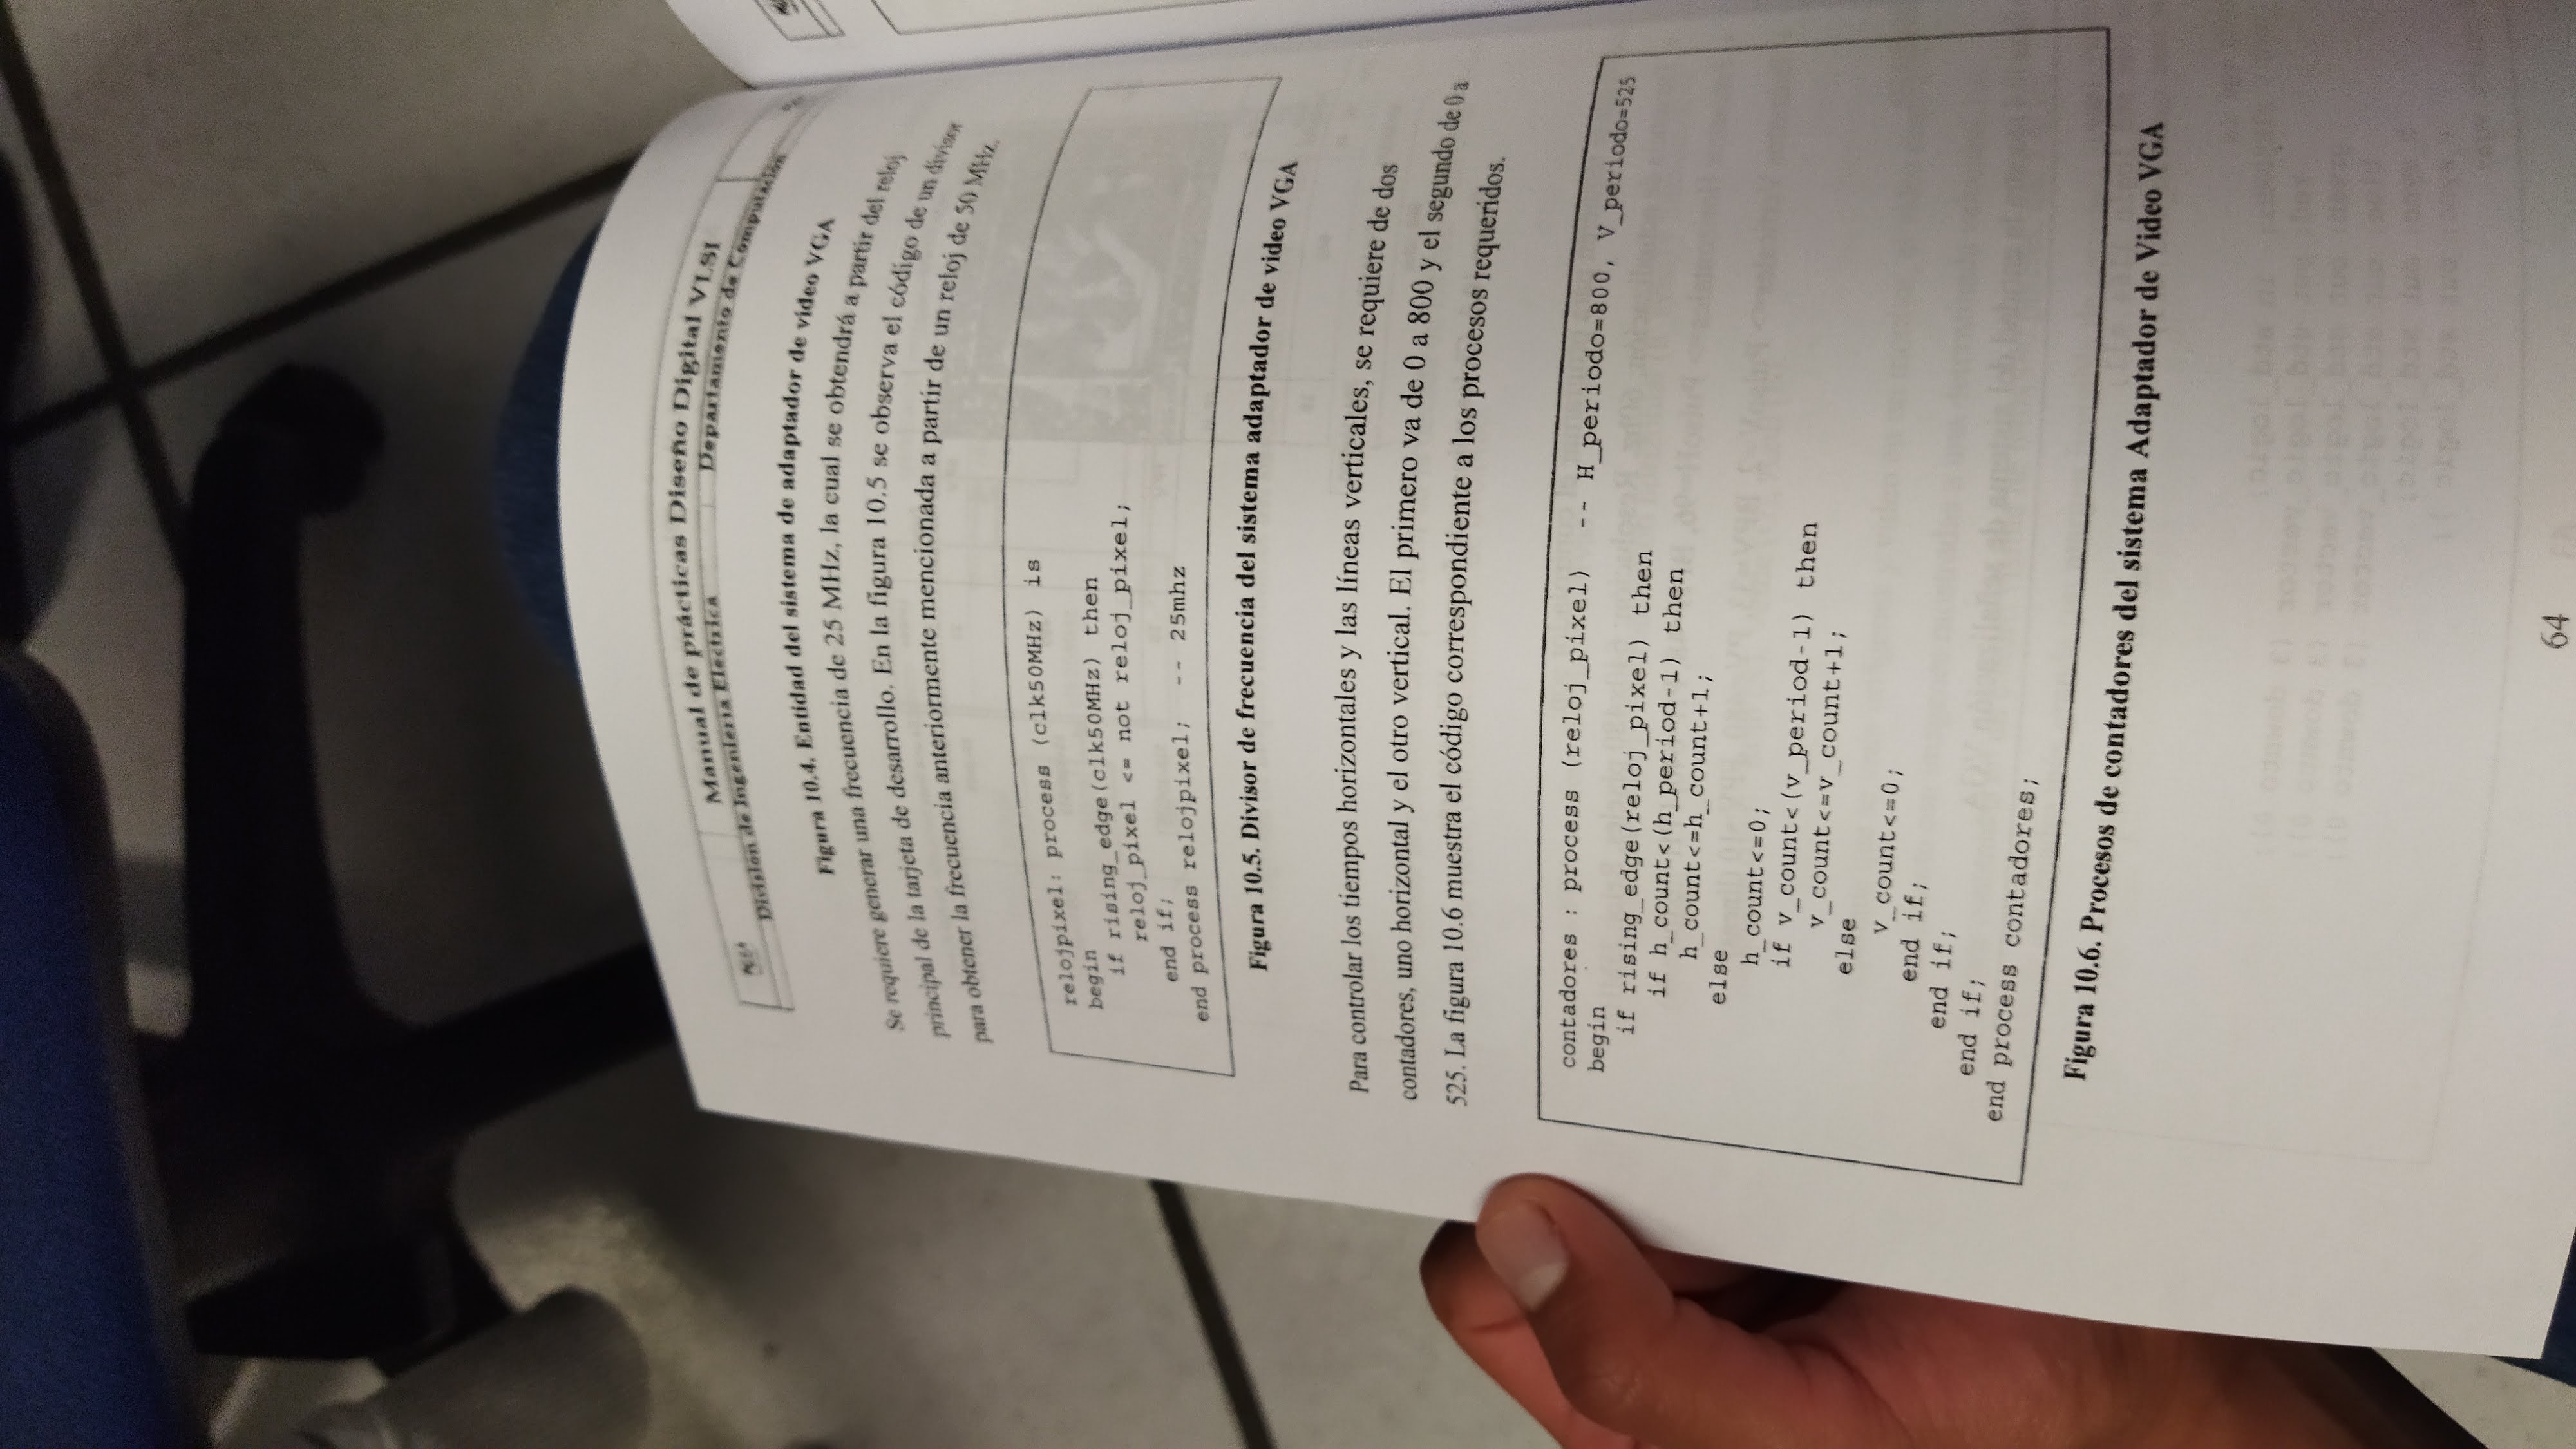 Manual de prácticas Diseño Digital VLSI
División de Ingeniería Eléctrica Departamento de Computación
Figura 10.4. Entidad del sistema de adaptador de video VGA
Se requiere generar una frecuencia de 25 MHz, la cual se obtendrá a partir del reloj
principal de la tarjeta de desarrollo. En la figura 10.5 se observa el código de un divisor
para obtener la frecuencia anteriormente mencionada a partir de un reloj de 50 MHz.
relojpixel: process (clk50MHz) is
begin
if rising_edge(clk50MHz) then
reloj_pixel <= not reloj_pixel;
end if;
end process relojpixel; -- 25mhz
Figura 10.5. Divisor de frecuencia del sistema adaptador de video VGA
Para controlar los tiempos horizontales y las líneas verticales, se requiere de dos
contadores, uno horizontal y el otro vertical. El primero va de 0 a 800 y el segundo de 0 a
525. La figura 10.6 muestra el código correspondiente a los procesos requeridos.
contadores : process (reloj_pixel) -- H_periodo=800, V_periodo=525
begin
if rising_edge(reloj_pixel) then
if h_count<(h_period-1) then
h_count<=h_count+1;
else
h_count<=0;
if v_count<(v_period-1) then
v_count<=v_count+1;
else
v_count<=0;
end if;
end if;
end if;
end process contadores;
Figura 10.6. Procesos de contadores del sistema Adaptador de Video VGA
64